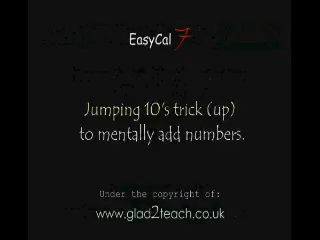 EasyCal 7
Jumping 10's trick (up)
to mentally add numbers.
Under the copyright of:
www.glad2teach.co.uk